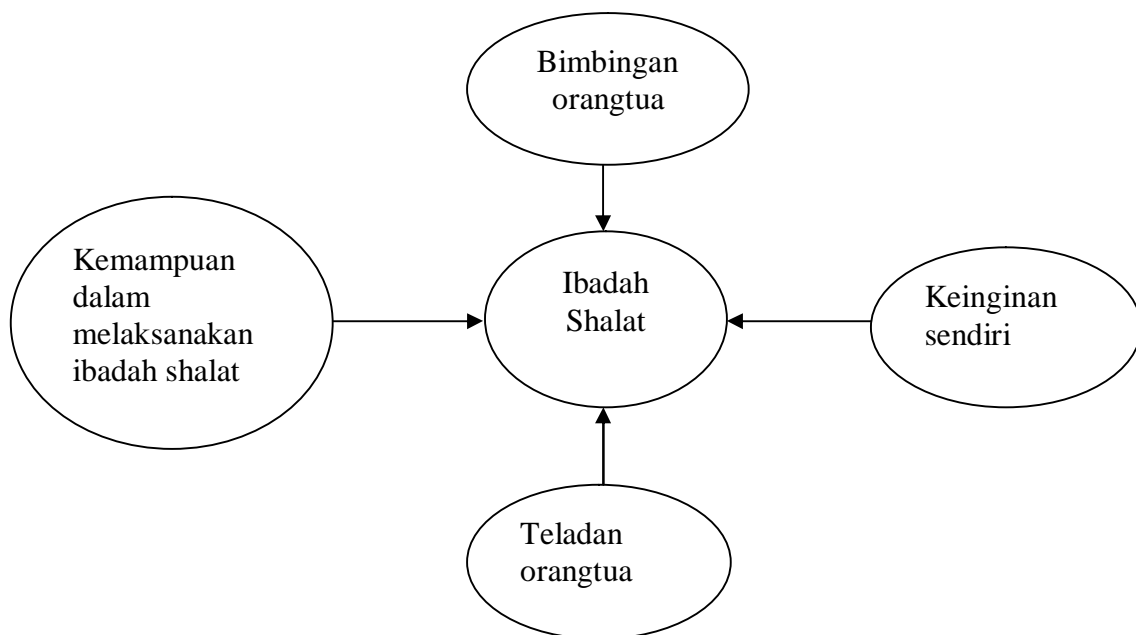 Bimbingan
orangtua
Kemampuan
dalam
melaksanakan
ibadah shalat
Ibadah
Shalat
Keinginan
sendiri
Teladan
orangtua